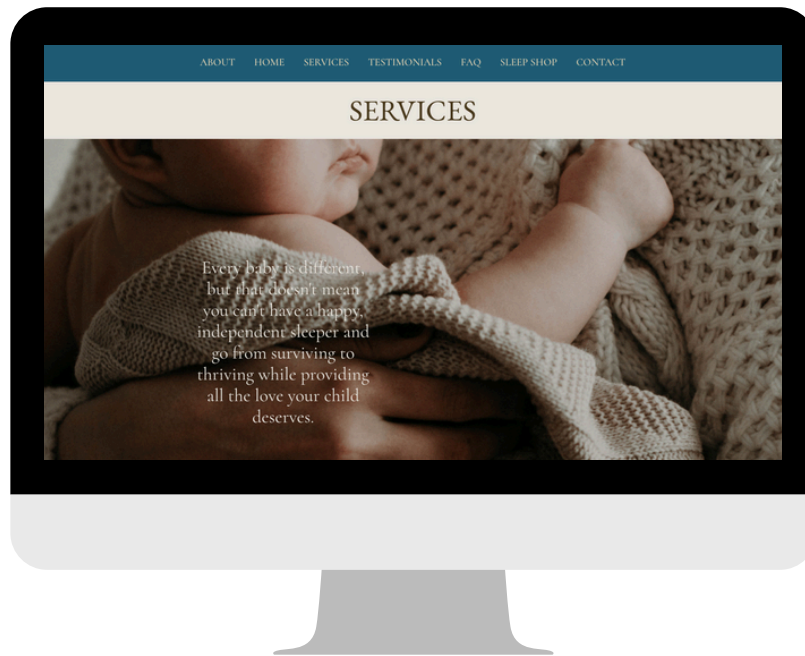 ABOUT HOME SERVICES TESTIMONIALS FAQ SLEEP SHOP CONTACT
SERVICES
Every baby is different,
but that doesn't mean
you can't have a happy,
independent sleeper and
go from surviving to
thriving while providing
all the love your child
deserves.